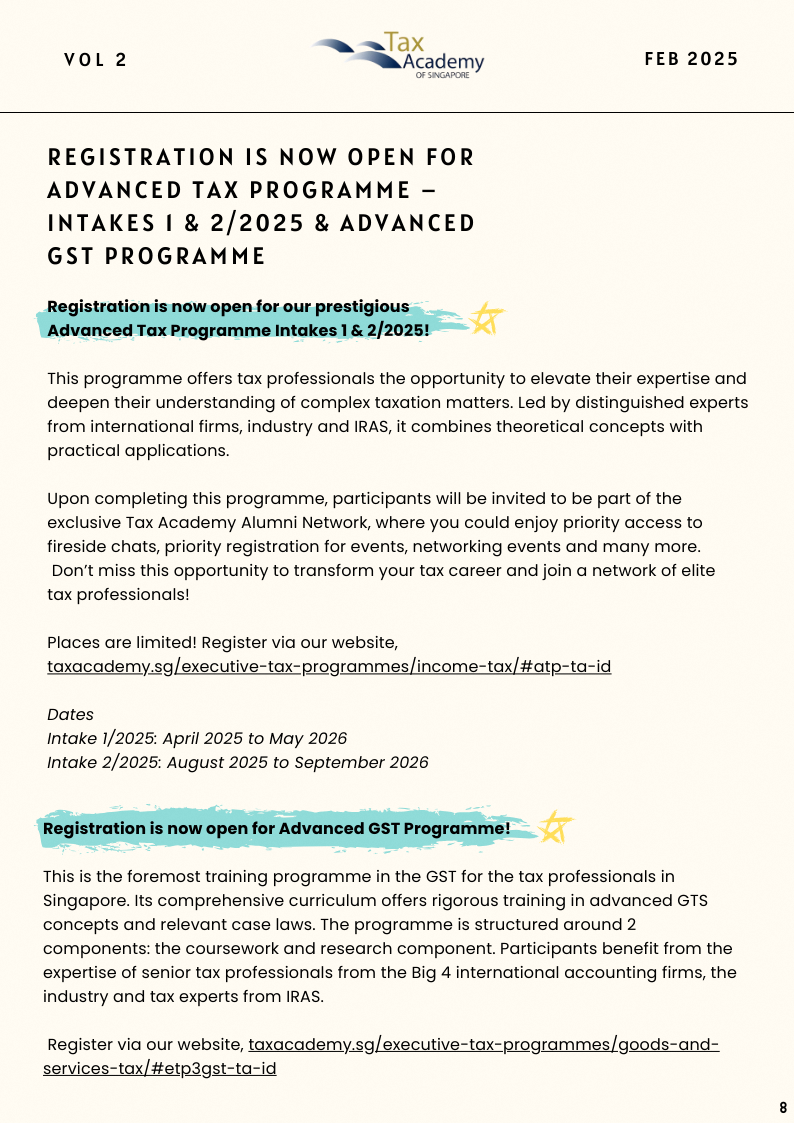 VOL 2
Tax
Academy
OF SINGAPORE
FEB 2025
REGISTRATION IS NOW OPEN FOR
ADVANCED TAX PROGRAMME –
INTAKES 1 & 2/2025 & ADVANCED
GST PROGRAMME
Registration is now open for our prestigious
Advanced Tax Programme Intakes 1 & 2/2025!
This programme offers tax professionals the opportunity to elevate their expertise and
deepen their understanding of complex taxation matters. Led by distinguished experts
from international firms, industry and IRAS, it combines theoretical concepts with
practical applications.
Upon completing this programme, participants will be invited to be part of the
exclusive Tax Academy Alumni Network, where you could enjoy priority access to
fireside chats, priority registration for events, networking events and many more.
Don’t miss this opportunity to transform your tax career and join a network of elite
tax professionals!
Places are limited! Register via our website,
taxacademy.sg/executive-tax-programmes/income-tax/#atp-ta-id
Dates
Intake 1/2025: April 2025 to May 2026
Intake 2/2025: August 2025 to September 2026
Registration is now open for Advanced GST Programme!
This is the foremost training programme in the GST for the tax professionals in
Singapore. Its comprehensive curriculum offers rigorous training in advanced GTS
concepts and relevant case laws. The programme is structured around 2
components: the coursework and research component. Participants benefit from the
expertise of senior tax professionals from the Big 4 international accounting firms, the
industry and tax experts from IRAS.
Register via our website, taxacademy.sg/executive-tax-programmes/goods-and-
services-tax/#etp3gst-ta-id
8